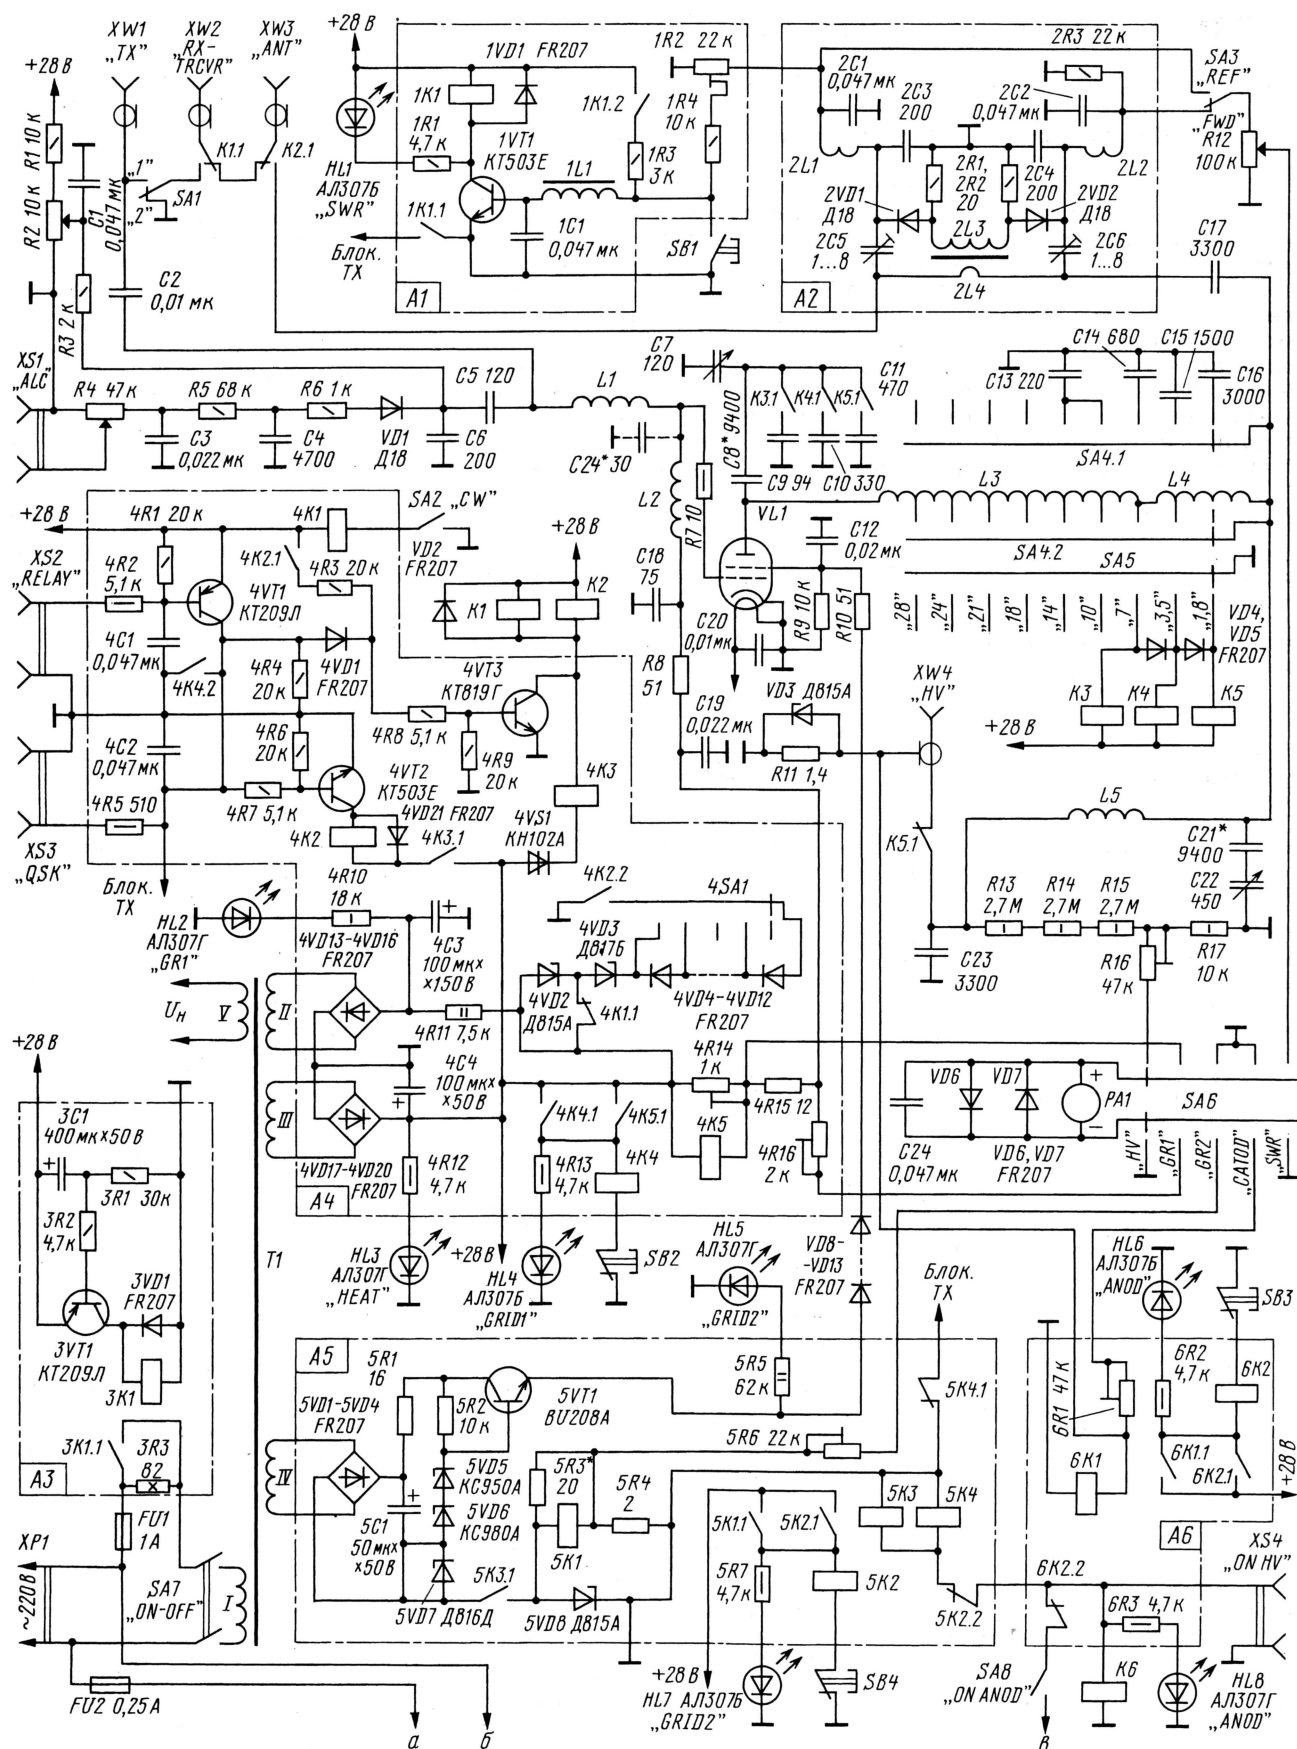 XW1
„TX”
XW2
„RX-
TRCVR”
XW3
„ANT”
+28 В
+28 В
1VD1 FR207
1R2 22 к
2R3 22 к
SA3
„REF”
R1 10 к
R2 10 к
C1
0,047 мк
„1”
„2”
SA1
K1.1
K2.1
HL1
АЛ307Б
„SWR”
1K1
1R1
4,7 к
1VT1
КТ503Е
1K1.2
1R4
10 к
1R3
3 к
1L1
1K1.1
Блок.
TX
1C1
0,047 мк
SB1
A1
2C1
0,047 мк
2C3
200
2C2
0,047 мк
„FWD”
R12
100 к
2L1
2R1,
2R2
20
2C4
200
2L2
2VD1
Д18
2VD2
Д18
2L3
2C5
1...8
2C6
1...8
2L4
A2
C17
3300
C2
0,01 мк
R3 2 к
XS1
„ALC”
R4 47 к
R5 68 к
R6 1 к
C5 120
L1
C3
0,022 мк
C4
4700
VD1
Д18
C6
200
C7
120
C24* 30
L2
R7 10
C8* 9400
K3.1
K4.1
K5.1
C11
470
C9 94
C10 330
VL1
C14 680
C15 1500
C13 220
C16
3000
SA4.1
L3
L4
SA4.2
SA5
+28 В
4R1 20 к
4K1
SA2 „CW”
XS2
„RELAY”
4R2
5,1 к
4K2.1
4R3 20 к
4VT1
КТ209Л
VD2
FR207
+28 В
K1
K2
4C1
0,047 мк
4K4.2
4R4
20 к
4VD1
FR207
4VT3
КТ819Г
4R8 5,1 к
4R9
20 к
4C2
0,047 мк
4R6
20 к
4VT2
КТ503Е
4R5 510
4R7 5,1 к
4VD21 FR207
4K2
4K3.1
4VS1
КН102А
4K3
XS3
„QSK”
Блок.
TX
C18
75
C12
0,02 мк
C20
0,01 мк
R9 10 к
R10 51
R8
51
C19
0,022 мк
VD3 Д815А
R11 1,4
XW4
„HV”
„28”
„24”
„21”
„18”
„14”
„10”
„7”
„3,5”
„1,8”
VD4,
VD5
FR207
K3
K4
K5
+28 В
L5
K5.1
C21*
9400
C22
450
R13
2,7 М
R14
2,7 М
R15
2,7 М
C23
3300
R16
47 к
R17
10 к
HL2
АЛ307Г
„GR1”
4R10
18 к
4VD13-4VD16
FR207
4C3
100 мк×
×150 В
4K2.2
4SA1
4VD3
Д817Б
4VD2
Д815А
4K1.1
4VD4-4VD12
FR207
Uн
V
II
III
4R11 7,5 к
4C4
100 мк×
×50 В
4VD17-4VD20
FR207
4R12
4,7 к
4K4.1
4K5.1
4R13
4,7 к
4K4
4R14
1 к
4K5
4R15 12
4R16
2 к
A4
C24
0,047 мк
VD6
VD7
VD6, VD7
FR207
PA1
SA6
„HV”
„GR1”
„GR2”
„CATOD”
„SWR”
+28 В
3C1
400 мк×50 В
3R1 30 к
3R2
4,7 к
3VD1
FR207
3VT1
КТ209Л
3K1
3K1.1
3R3
82
A3
T1
HL3
АЛ307Г
„HEAT”
+28 В
HL4
АЛ307Б
„GRID1”
SB2
HL5
АЛ307Г
„GRID2”
VD8-
-VD13
FR207
Блок.
TX
HL6
АЛ307Б
„ANOD”
SB3
A5
5R1
16
5VD1-5VD4
FR207
5R2
10 к
5VT1
BU208A
5R5
62 к
5K4.1
IV
5VD5
КС950А
5VD6
КС980А
5C1
50 мк×
×50 В
5VD7 Д816Д
5R3*
20
5R4
2
5K1
5K3.1
5VD8 Д815А
5R6 22 к
5K1.1
5K2.1
5R7
4,7 к
5K2
5K3
5K4
5K2.2
6R1 47 к
6R2
4,7 к
6K2
6K1
6K1.1
6K2.1
+28 В
A6
XS4
„ON HV”
6K2.2
6R3 4,7 к
K6
SA8
„ON ANOD”
HL8
АЛ307Г
„ANOD”
в
+28 В
HL7 АЛ307Б
„GRID2”
SB4
XP1
~220В
FU1
1А
SA7
„ON-OFF”
I
FU2 0,25 А
а
б